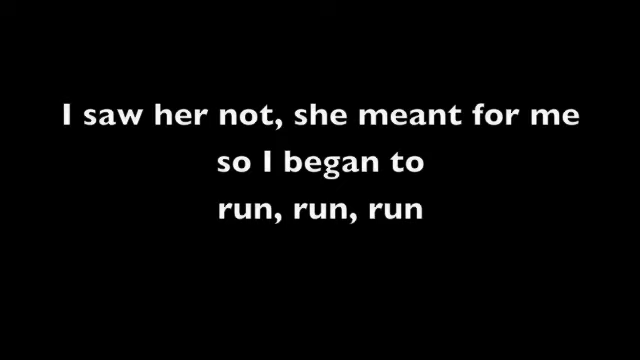 I saw her not, she meant for me
so I began to
run, run, run